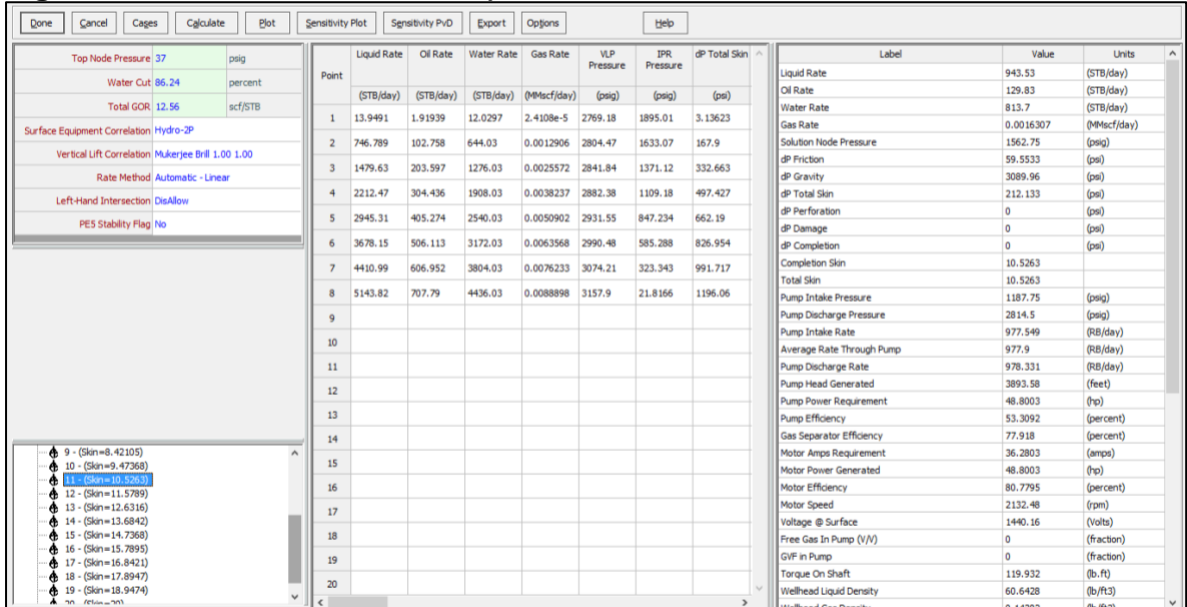 Done Cancel Cases Calculate Plot Sensitivity Plot Sensitivity PvD Export Options Help
Top Node Pressure 37 psig
Water Cut 86.24 percent
Total GOR 12.56 scf/STB
Surface Equipment Correlation Hydro-2P
Vertical Lift Correlation Mukerjee Brill 1.00 1.00
Rate Method Automatic - Linear
Left-Hand Intersection DisAllow
PE5 Stability Flag No
9 - (Skin=8.42105)
10 - (Skin=9.47368)
11 - (Skin=10.5263)
12 - (Skin=11.5789)
13 - (Skin=12.6316)
14 - (Skin=13.6842)
15 - (Skin=14.7368)
16 - (Skin=15.7895)
17 - (Skin=16.8421)
18 - (Skin=17.8947)
19 - (Skin=18.9474)
20 - (Skin=20)
Point Liquid Rate Oil Rate Water Rate Gas Rate VLP Pressure IPR Pressure dP Total Skin
(STB/day) (STB/day) (STB/day) (MMscf/day) (psig) (psig) (psi)
1 13.9491 1.91939 12.0297 2.4108e-5 2769.18 1895.01 3.13623
2 746.789 102.758 644.03 0.0012906 2804.47 1633.07 167.9
3 1479.63 203.597 1276.03 0.0025572 2841.84 1371.12 332.663
4 2212.47 304.436 1908.03 0.0038237 2882.38 1109.18 497.427
5 2945.31 405.274 2540.03 0.0050902 2931.55 847.234 662.19
6 3678.15 506.113 3172.03 0.0063568 2990.48 585.288 826.954
7 4410.99 606.952 3804.03 0.0076233 3074.21 323.343 991.717
8 5143.82 707.79 4436.03 0.0088898 3157.9 21.8166 1196.06
9
10
11
12
13
14
15
16
17
18
19
20
Label Value Units
Liquid Rate 943.53 (STB/day)
Oil Rate 129.83 (STB/day)
Water Rate 813.7 (STB/day)
Gas Rate 0.0016307 (MMscf/day)
Solution Node Pressure 1562.75 (psig)
dP Friction 59.5533 (psi)
dP Gravity 3089.96 (psi)
dP Total Skin 212.133 (psi)
dP Perforation 0 (psi)
dP Damage 0 (psi)
dP Completion 0 (psi)
Completion Skin 10.5263
Total Skin 10.5263
Pump Intake Pressure 1187.75 (psig)
Pump Discharge Pressure 2814.5 (psig)
Pump Intake Rate 977.549 (RB/day)
Average Rate Through Pump 977.9 (RB/day)
Pump Discharge Rate 978.331 (RB/day)
Pump Head Generated 3893.58 (feet)
Pump Power Requirement 48.8003 (hp)
Pump Efficiency 53.3092 (percent)
Gas Separator Efficiency 77.918 (percent)
Motor Amps Requirement 36.2803 (amps)
Motor Power Generated 48.8003 (hp)
Motor Efficiency 80.7795 (percent)
Motor Speed 2132.48 (rpm)
Voltage @ Surface 1440.16 (Volts)
Free Gas In Pump (V/V) 0 (fraction)
GVF in Pump 0 (fraction)
Torque On Shaft 119.932 (lb.ft)
Wellhead Liquid Density 60.6428 (lb/ft3)